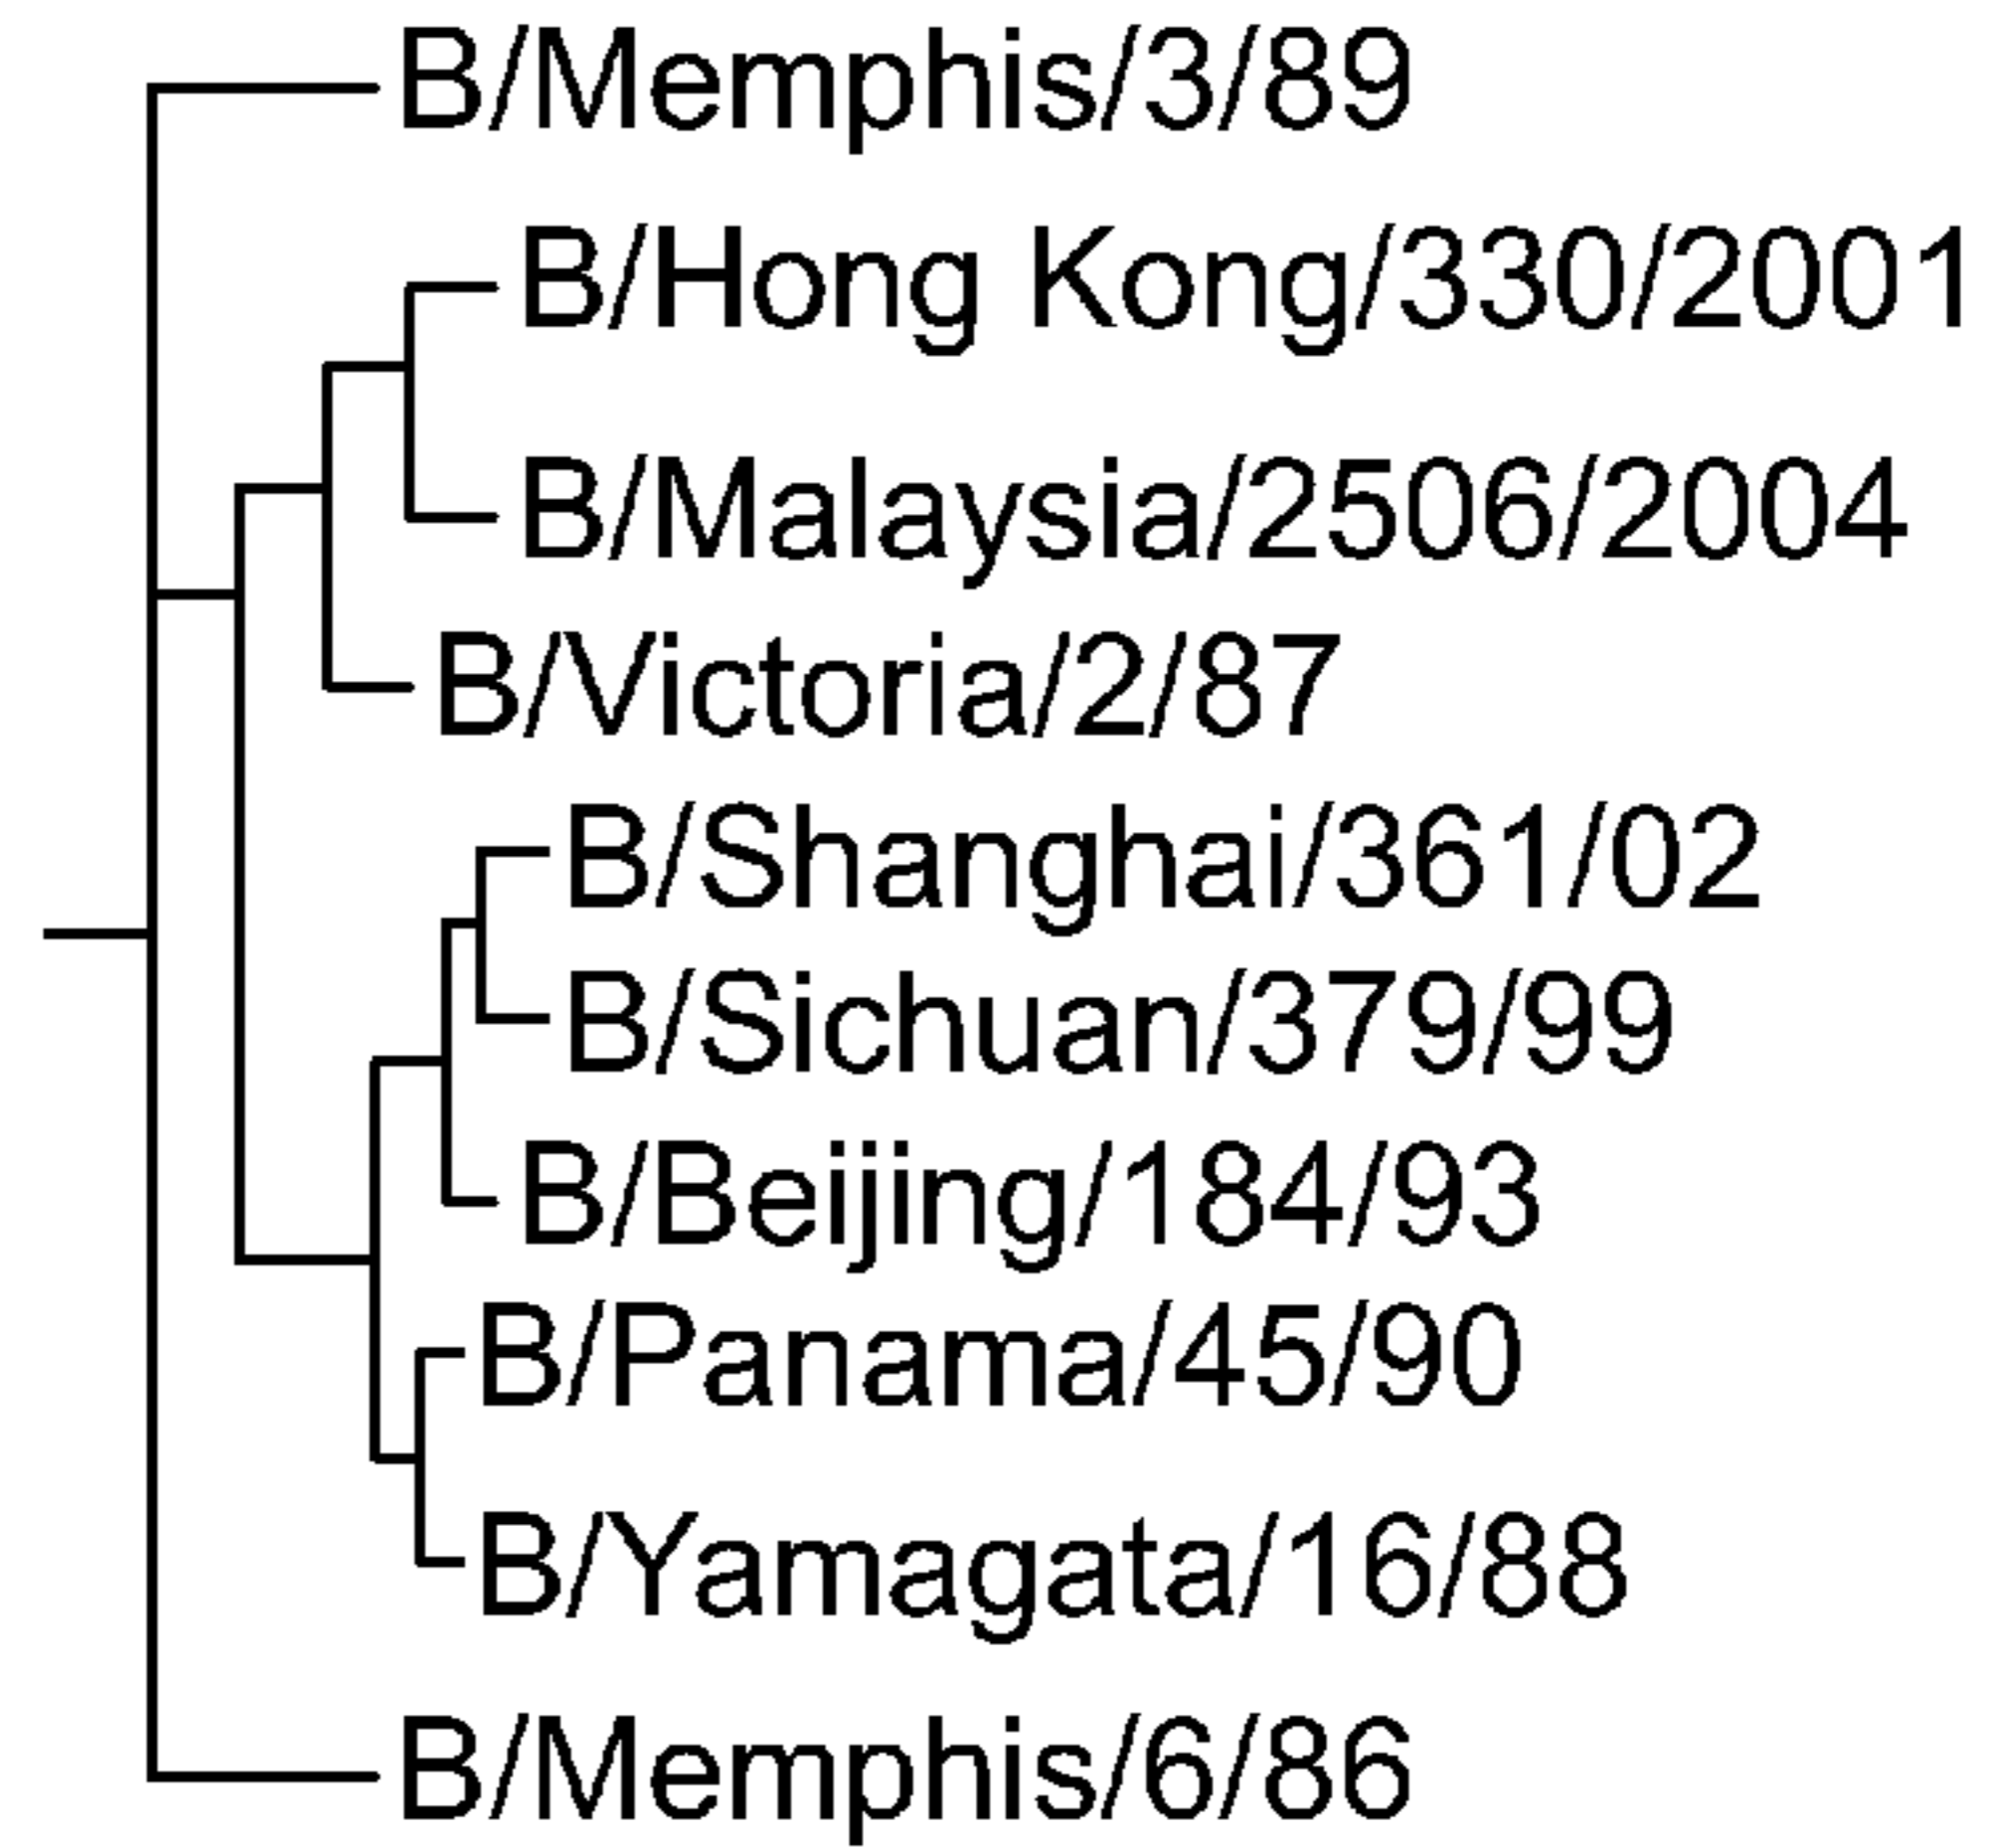 B/Memphis/3/89
B/Hong Kong/330/2001
B/Malaysia/2506/2004
B/Victoria/2/87
B/Shanghai/361/02
B/Sichuan/379/99
B/Beijing/184/93
B/Panama/45/90
B/Yamagata/16/88
B/Memphis/6/86